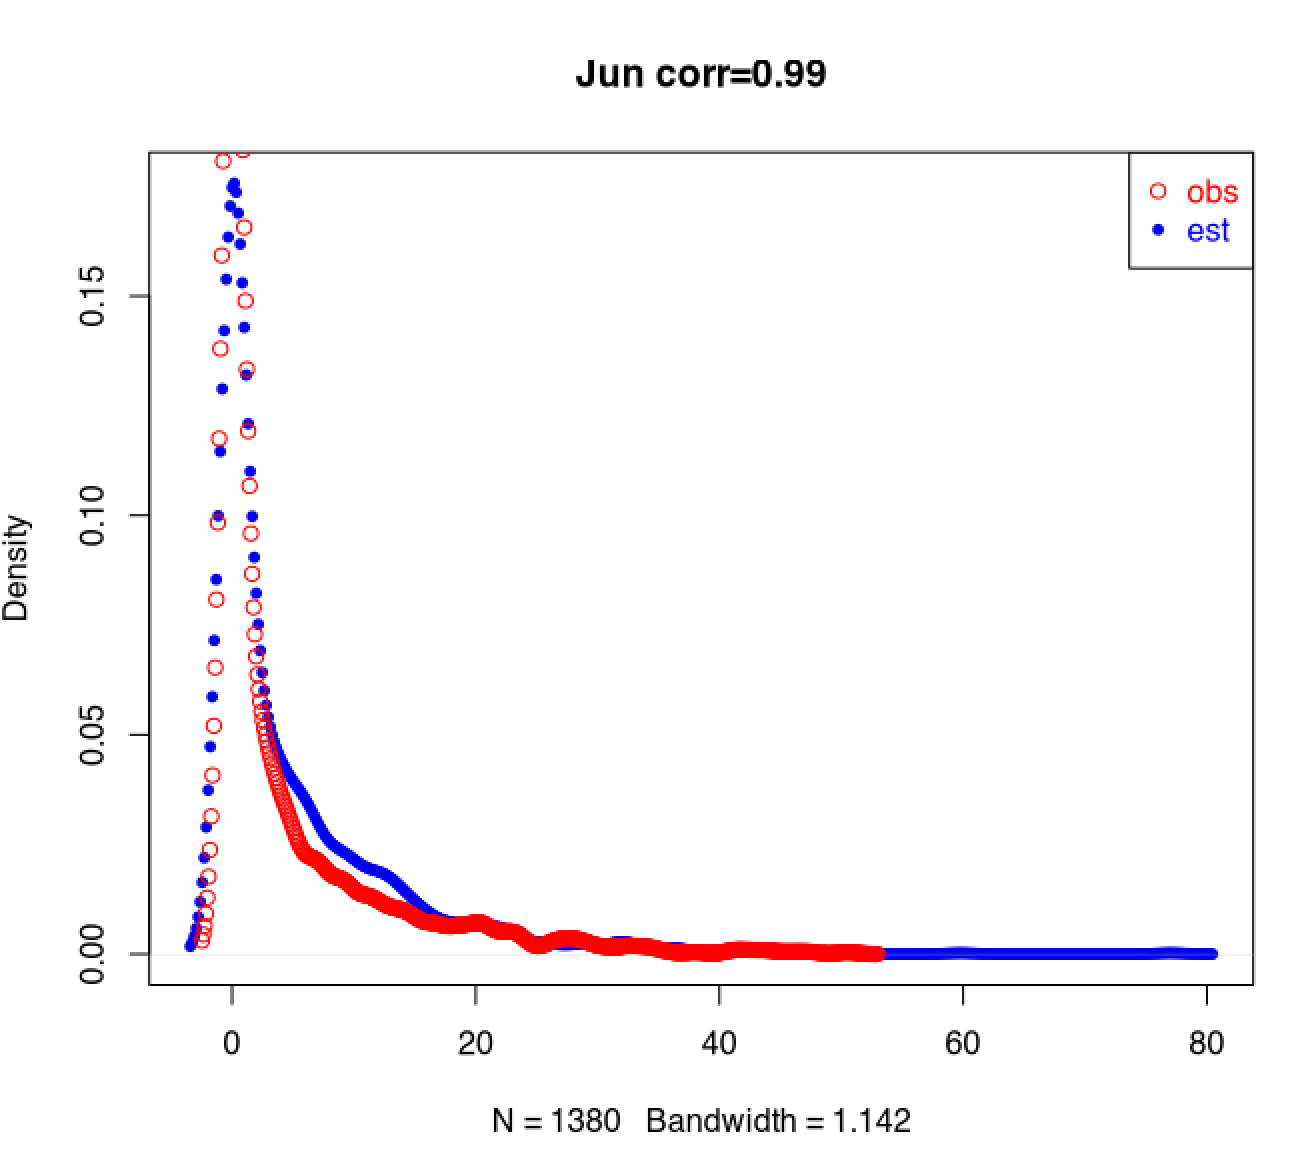 Jun corr=0.99
obs
est
Density
0.15
0.10
0.05
0.00
0 20 40 60 80
N = 1380 Bandwidth = 1.142